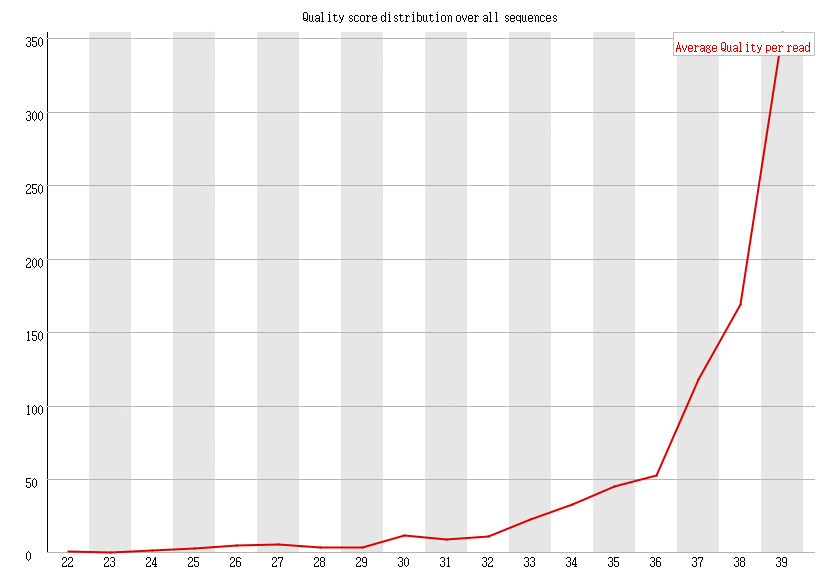 Quality score distribution over all sequences
Average Quality per read
350
300
250
200
150
100
50
0
22 23 24 25 26 27 28 29 30 31 32 33 34 35 36 37 38 39